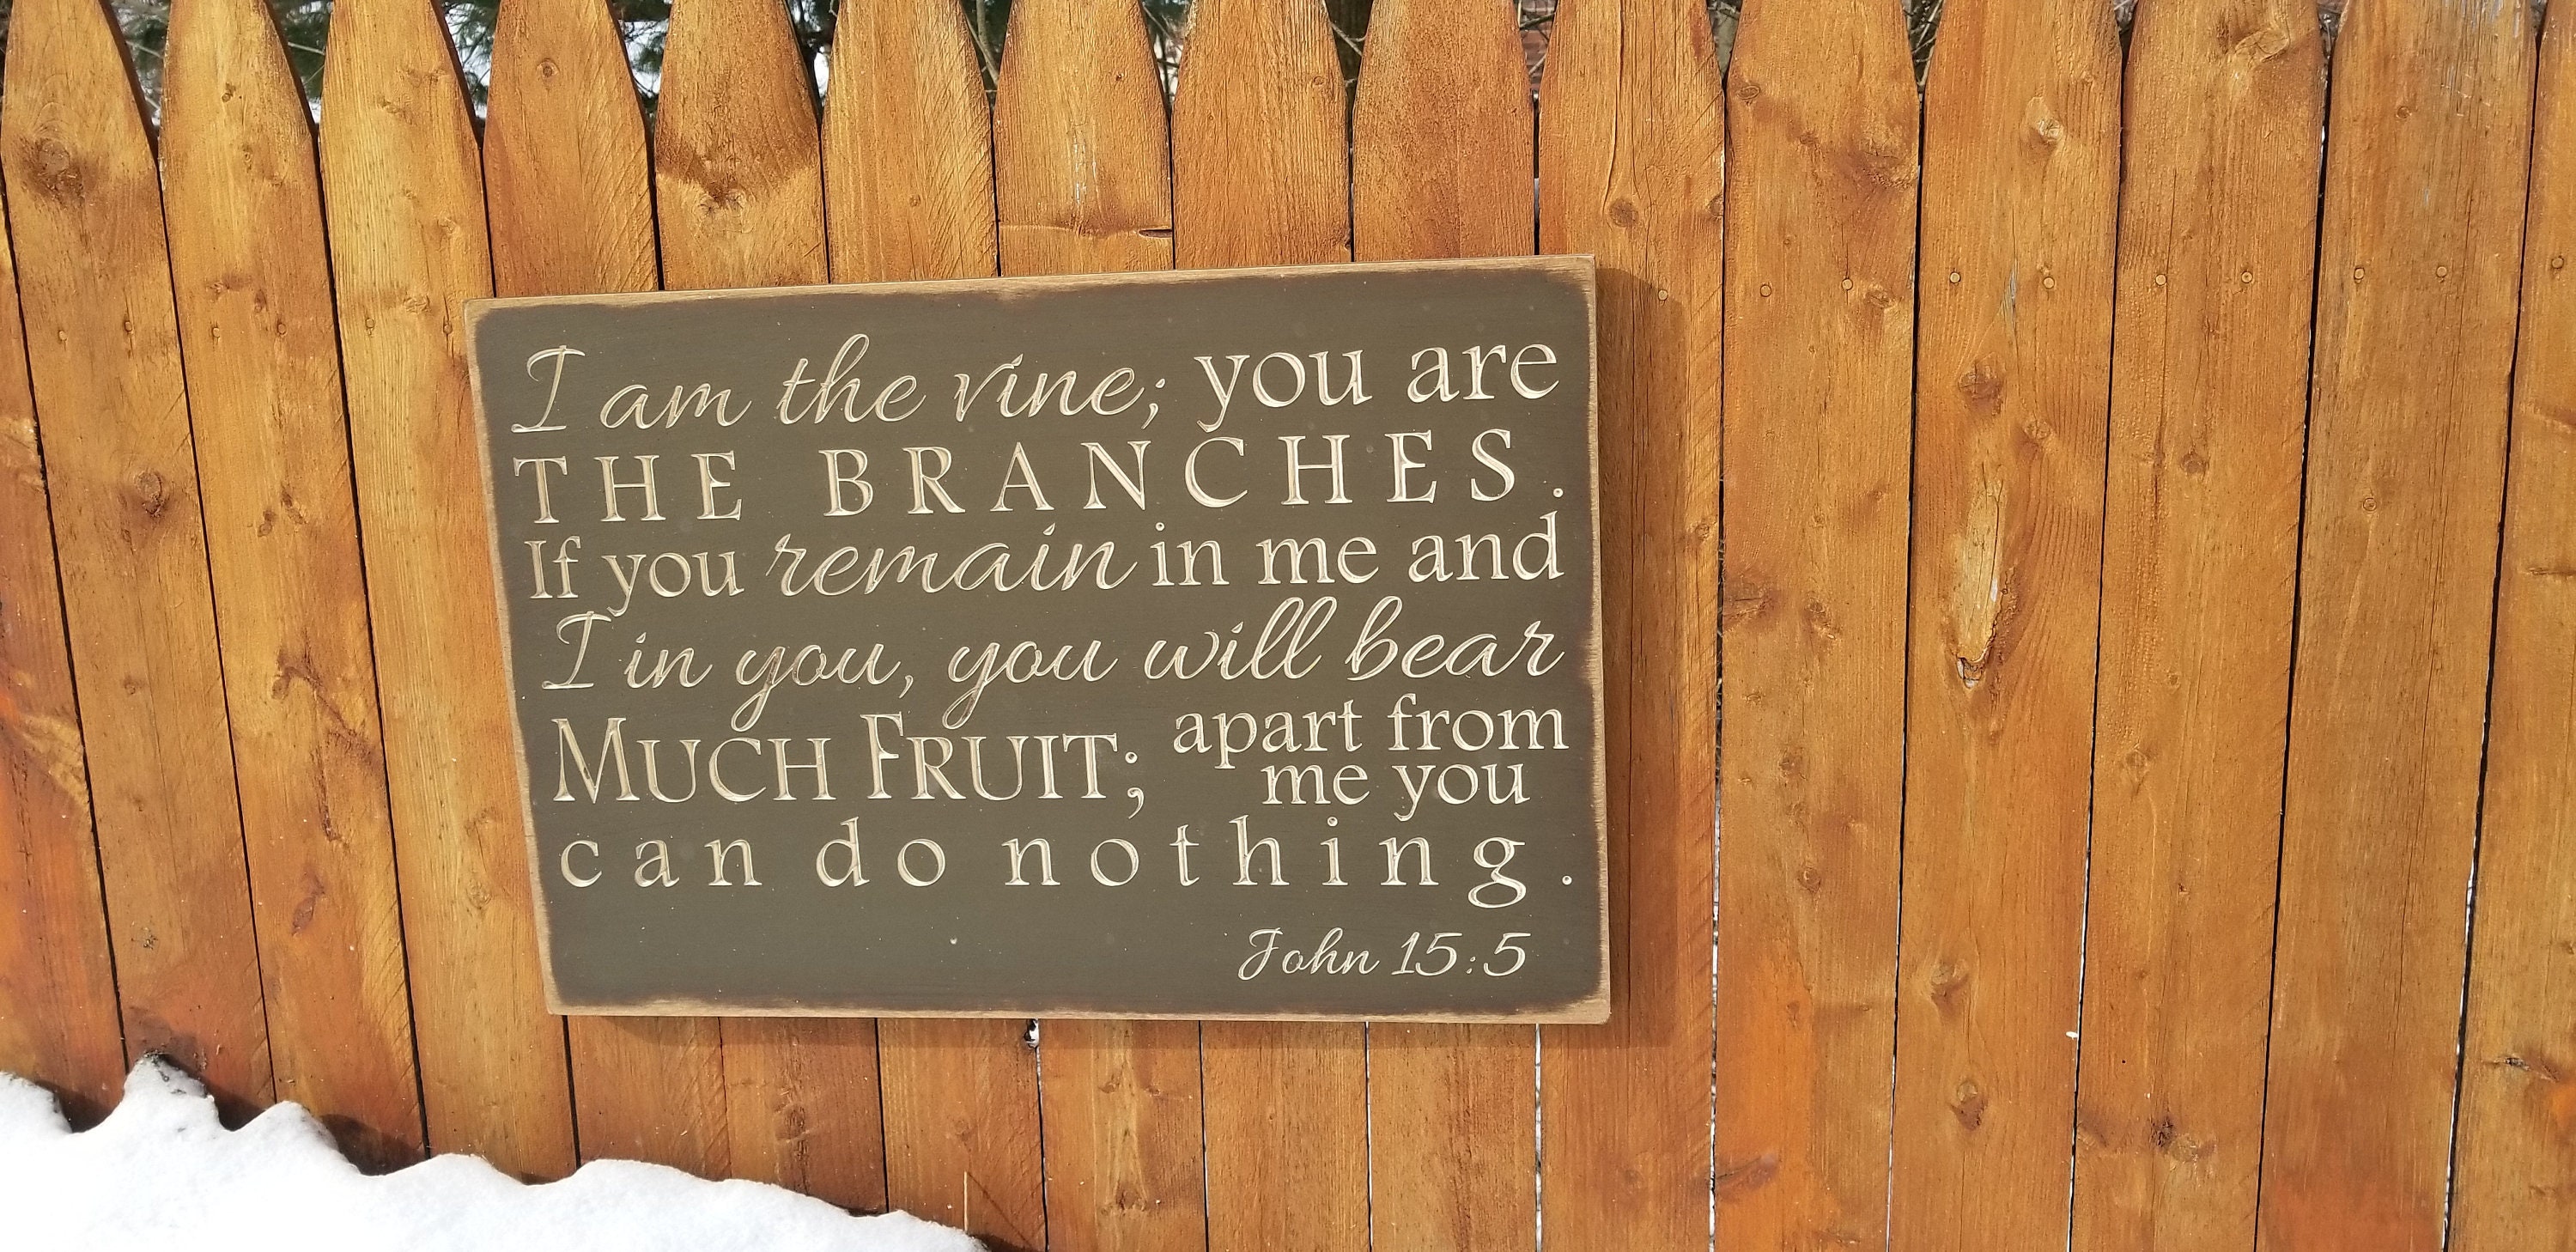 I am the vine; you are
THE BRANCHES.
If you remain in me and
I in you, you will bear
MUCH FRUIT; apart from
me you
can do nothing.
John 15:5